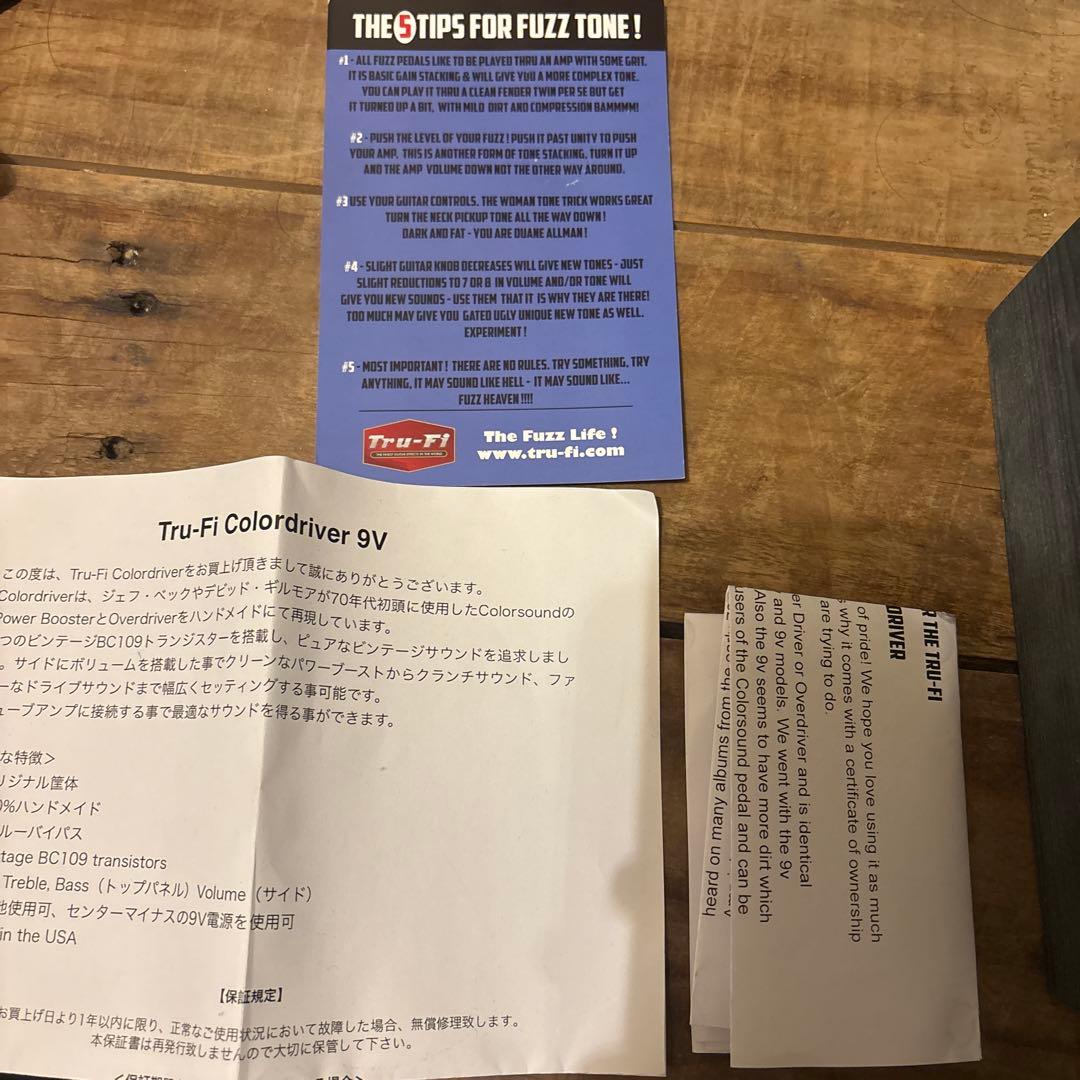 THE 5 TIPS FOR FUZZ TONE !
#1 - ALL FUZZ PEDALS LIKE TO BE PLAYED THRU AN AMP WITH SOME GRIT.
IT IS BASIC GAIN STACKING & WILL GIVE YOU A MORE COMPLEX TONE.
YOU CAN PLAY IT THRU A CLEAN FENDER TWIN PER SE BUT GET
IT TURNED UP A BIT, WITH MILD DIRT AND COMPRESSION BAMMMM!
#2 - PUSH THE LEVEL OF YOUR FUZZ ! PUSH IT PAST UNITY TO PUSH
YOUR AMP. THIS IS ANOTHER FORM OF TONE STACKING. TURN IT UP
AND THE AMP VOLUME DOWN NOT THE OTHER WAY AROUND.
#3 USE YOUR GUITAR CONTROLS. THE WOMAN TONE TRICK WORKS GREAT
TURN THE NECK PICKUP TONE ALL THE WAY DOWN !
DARK AND FAT - YOU ARE DUANE ALLMAN !
#4 - SLIGHT GUITAR KNOB DECREASES WILL GIVE NEW TONES - JUST
SLIGHT REDUCTIONS TO 7 OR 8 IN VOLUME AND/OR TONE WILL
GIVE YOU NEW SOUNDS - USE THEM THAT IT IS WHY THEY ARE THERE!
TOO MUCH MAY GIVE YOU GATED UGLY UNIQUE NEW TONE AS WELL.
EXPERIMENT !
#5 - MOST IMPORTANT ! THERE ARE NO RULES. TRY SOMETHING, TRY
ANYTHING, IT MAY SOUND LIKE HELL - IT MAY SOUND LIKE...
FUZZ HEAVEN !!!!
Tru-Fi
THE FINEST GUITAR EFFECTS IN THE WORLD
The Fuzz Life !
www.tru-fi.com
Tru-Fi Colordriver 9V
この度は、Tru-Fi Colordriverをお買上げ頂きまして誠にありがとうございます。
Colordriverは、ジェフ・ベックやデビッド・ギルモアが70年代初頭に使用したColorsoundの
Power BoosterとOverdriverをハンドメイドにて再現しています。
つのビンテージBC109トランジスターを搭載し、ピュアなビンテージサウンドを追求しまし
。サイドにボリュームを搭載した事でクリーンなパワーブーストからクランチサウンド、ファ
ーなドライブサウンドまで幅広くセッティングする事可能です。
ューブアンプに接続する事で最適なサウンドを得る事ができます。
な特徴＞
リジナル筐体
0%ハンドメイド
ルーバイパス
tage BC109 transistors
Treble, Bass（トップパネル）Volume（サイド）
池使用可、センターマイナスの9V電源を使用可
in the USA
【保証規定】
お買上げ日より1年以内に限り、正常なご使用状況において故障した場合、無償修理致します。
本保証書は再発行致しませんので大切に保管して下さい。
R THE TRU-FI
DRIVER
of pride! We hope you love using it as much
why it comes with a certificate of ownership
are trying to do.
er Driver or Overdriver and is identical
and 9v models. We went with the 9v
Also the 9v seems to have more dirt which
users of the Colorsound pedal and can be
heard on many albums from the